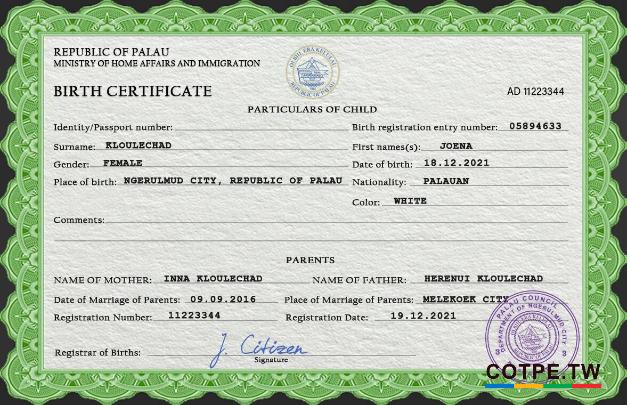 REPUBLIC OF PALAU
MINISTRY OF HOME AFFAIRS AND IMMIGRATION
BIRTH CERTIFICATE
AD 11223344
PARTICULARS OF CHILD
Identity/Passport number:
Birth registration entry number: 05894633
Surname: KLOULECHAD
First names(s): JOENA
Gender: FEMALE
Date of birth: 18.12.2021
Place of birth: NGERULMUD CITY, REPUBLIC OF PALAU
Nationality: PALAUAN
Color: WHITE
Comments:
PARENTS
NAME OF MOTHER: INNA KLOULECHAD
NAME OF FATHER: HERENUI KLOULECHAD
Date of Marriage of Parents: 09.09.2016
Place of Marriage of Parents: MELEKOEK CITY
Registration Number: 11223344
Registration Date: 19.12.2021
Registrar of Births: J. Citizen
Signature
PALAU COUNCIL
DEPARTMENT OF NGERULMUD CITY
COTPE.TW